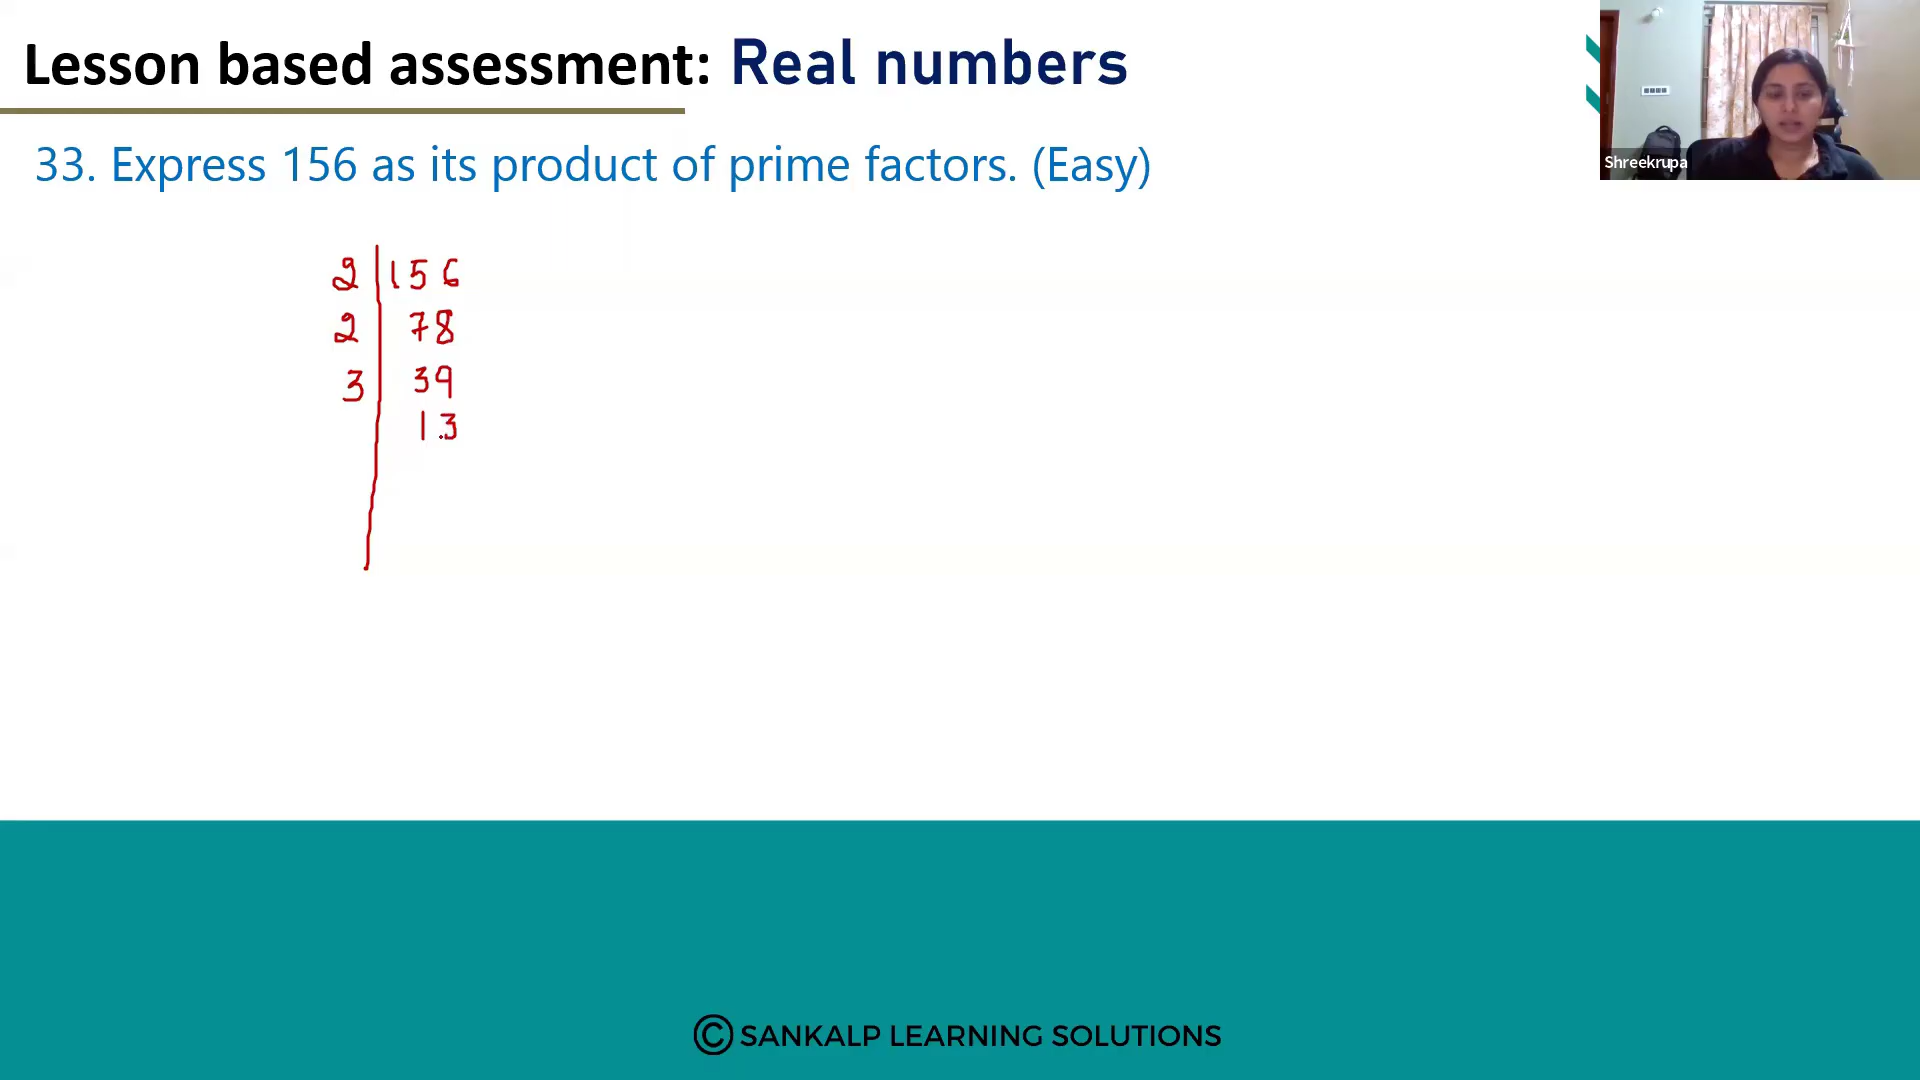 Lesson based assessment: Real numbers
Shreekrupa
33. Express 156 as its product of prime factors. (Easy)
2 156
2 78
3 39
13
© SANKALP LEARNING SOLUTIONS